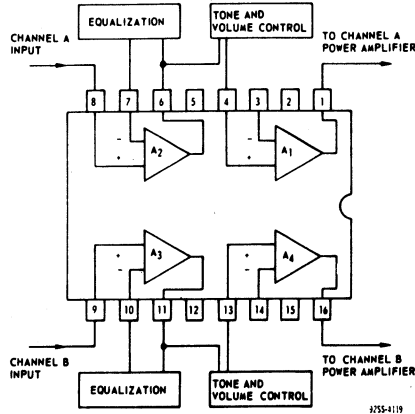 EQUALIZATION
TONE AND
VOLUME CONTROL
CHANNEL A
INPUT
TO CHANNEL A
POWER AMPLIFIER
8 7 6 5 4 3 2 1
- -
+ A2 + A1
+ A3 + A4
- -
9 10 11 12 13 14 15 16
CHANNEL B
INPUT
TO CHANNEL B
POWER AMPLIFIER
EQUALIZATION
TONE AND
VOLUME CONTROL
92SS-4119